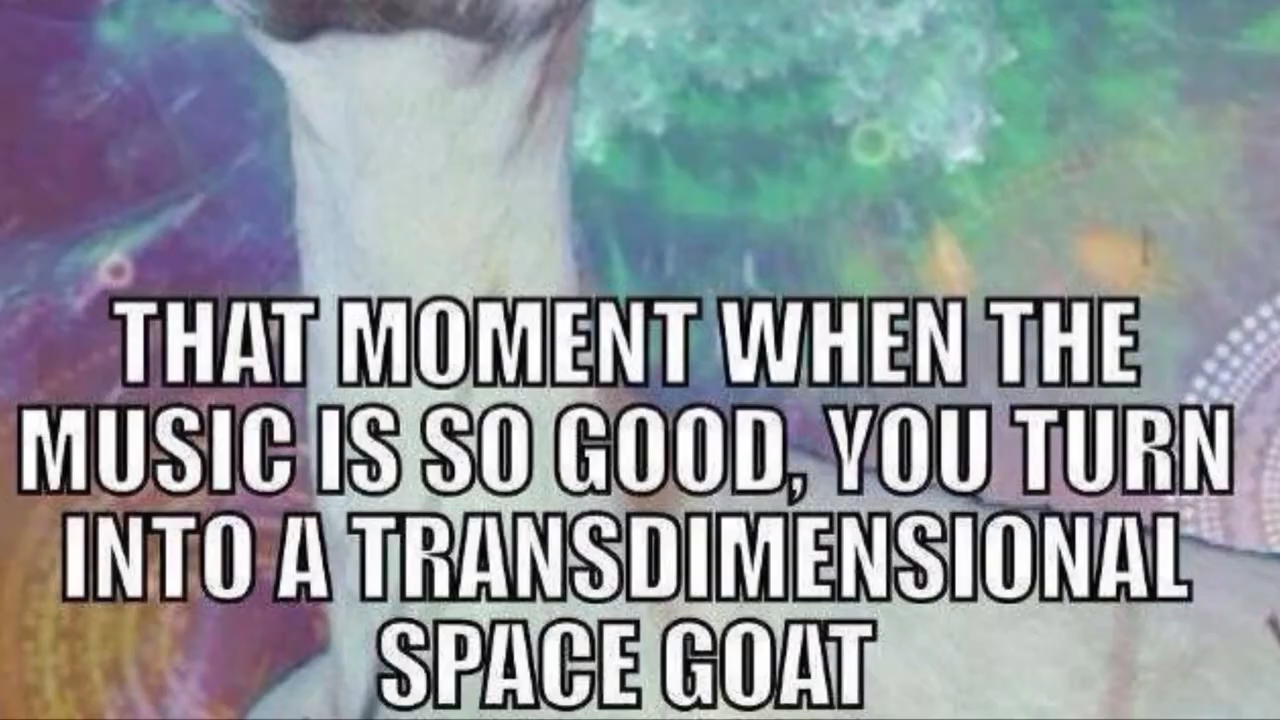 THAT MOMENT WHEN THE
MUSIC IS SO GOOD, YOU TURN
INTO A TRANSDIMENSIONAL
SPACE GOAT